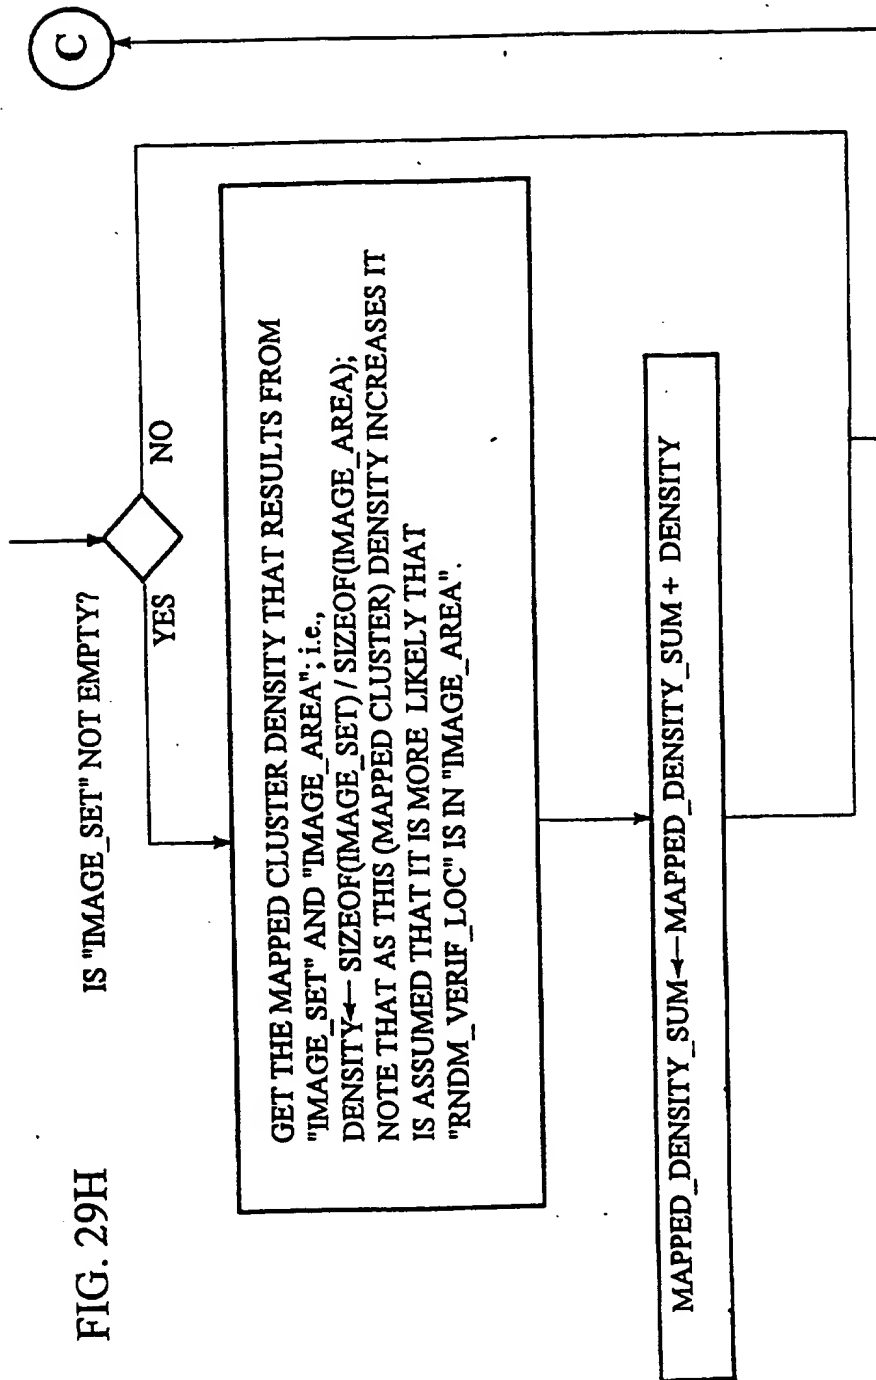 FIG. 29H
IS "IMAGE_SET" NOT EMPTY?
YES
NO
C
GET THE MAPPED CLUSTER DENSITY THAT RESULTS FROM
"IMAGE_SET" AND "IMAGE_AREA"; i.e.,
DENSITY← SIZEOF(IMAGE_SET) / SIZEOF(IMAGE_AREA);
NOTE THAT AS THIS (MAPPED CLUSTER) DENSITY INCREASES IT
IS ASSUMED THAT IT IS MORE LIKELY THAT
"RNDM_VERIF_LOC" IS IN "IMAGE_AREA".
MAPPED_DENSITY_SUM←MAPPED_DENSITY_SUM + DENSITY